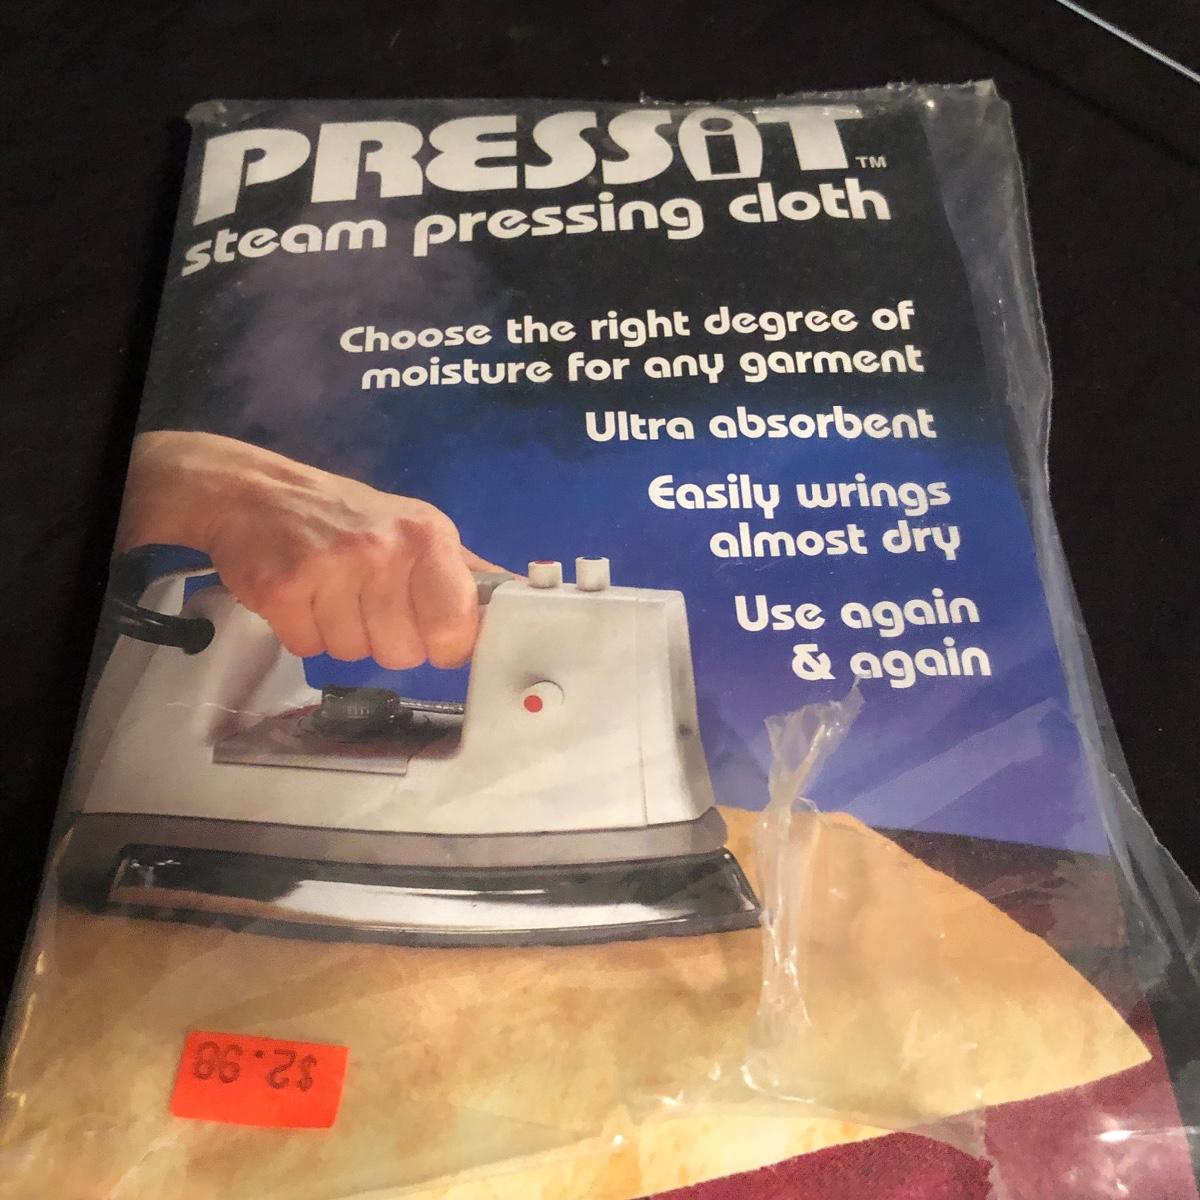 PRESSiT™
steam pressing cloth
Choose the right degree of
moisture for any garment
Ultra absorbent
Easily wrings
almost dry
Use again
& again
$2.98